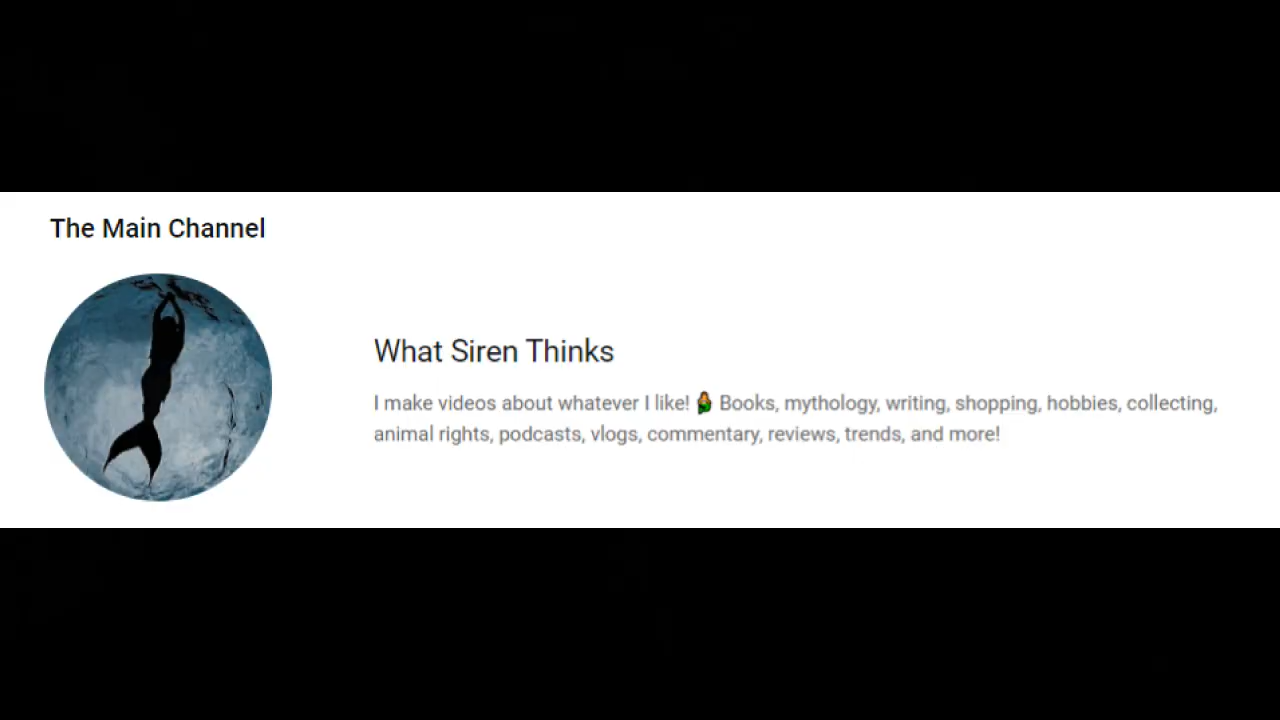 The Main Channel
What Siren Thinks
I make videos about whatever I like! 🧜‍♀️ Books, mythology, writing, shopping, hobbies, collecting,
animal rights, podcasts, vlogs, commentary, reviews, trends, and more!